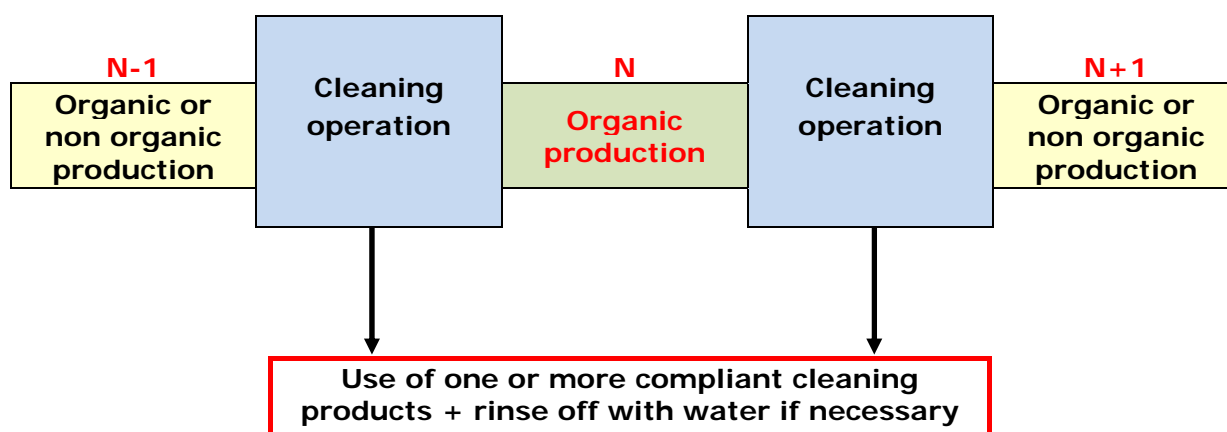 N-1
Organic or
non organic
production
Cleaning
operation
N
Organic
production
Cleaning
operation
N+1
Organic or
non organic
production
Use of one or more compliant cleaning
products + rinse off with water if necessary